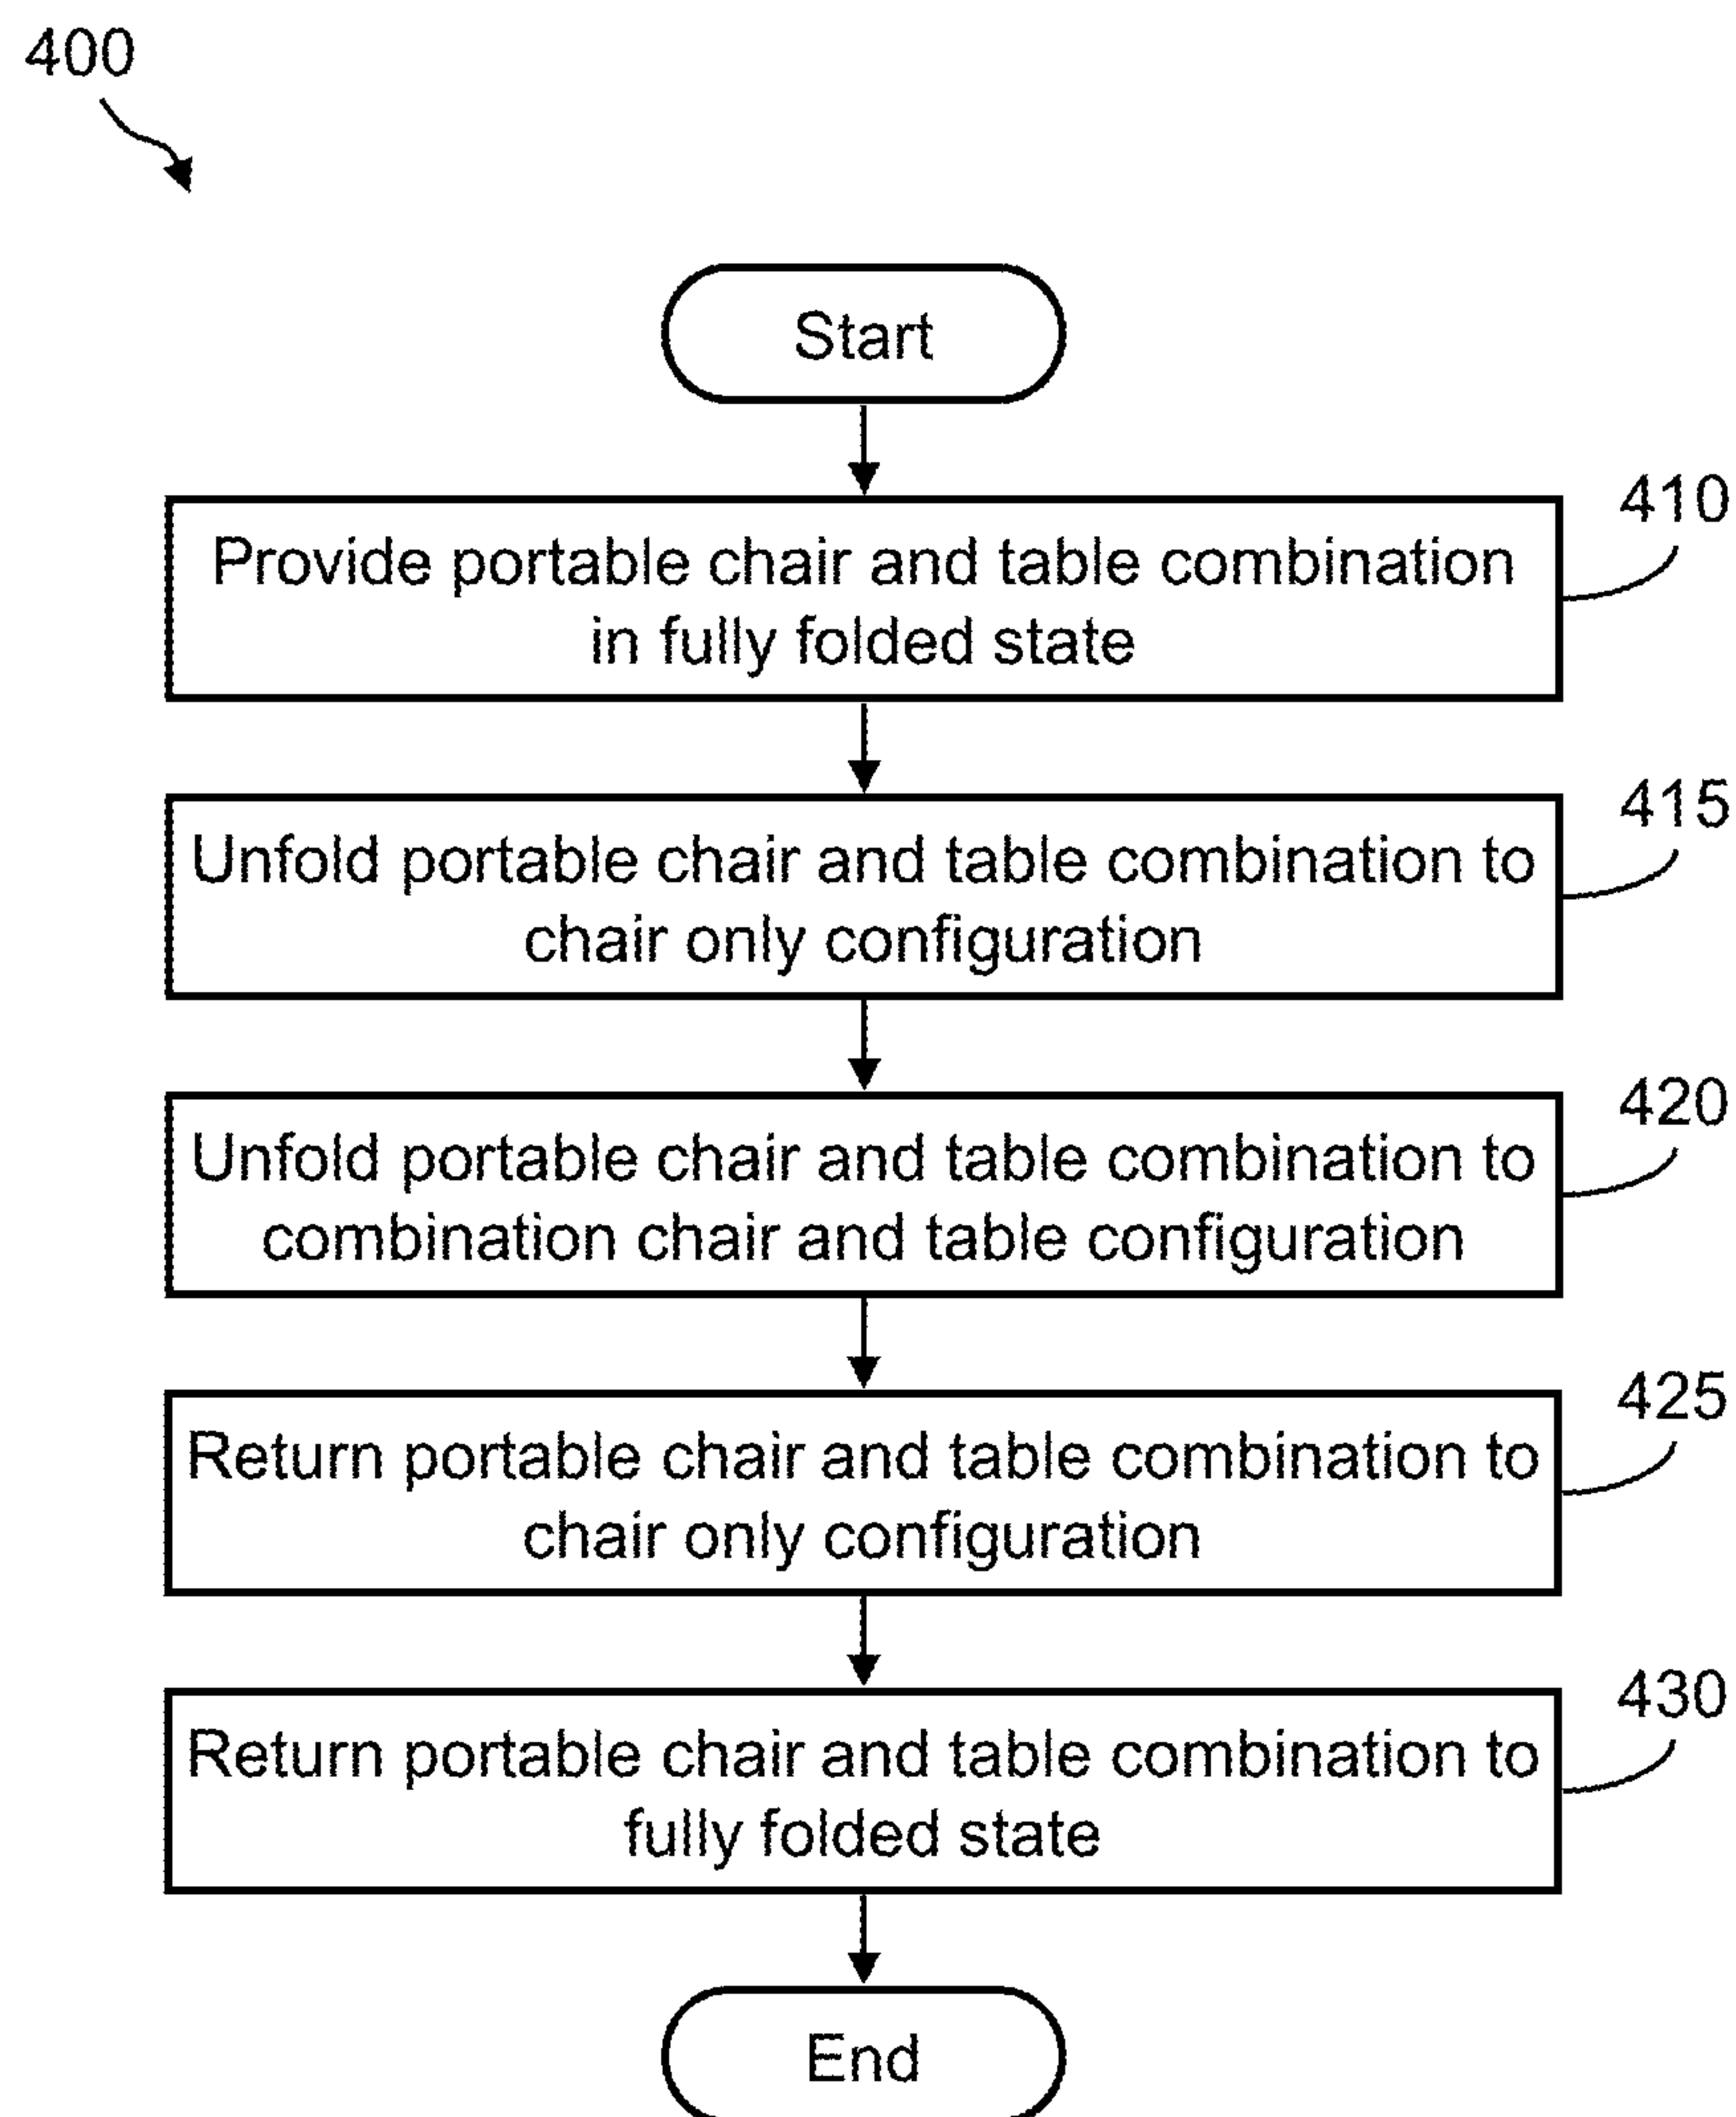 400
Start
410
Provide portable chair and table combination
in fully folded state
415
Unfold portable chair and table combination to
chair only configuration
420
Unfold portable chair and table combination to
combination chair and table configuration
425
Return portable chair and table combination to
chair only configuration
430
Return portable chair and table combination to
fully folded state
End